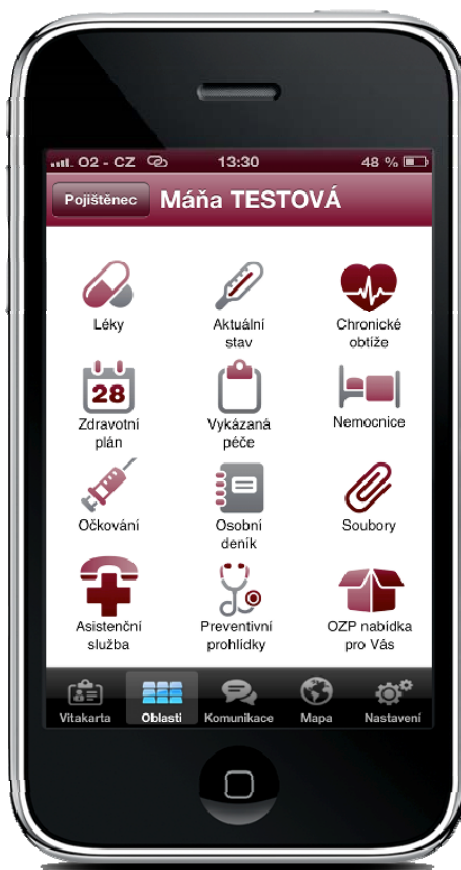 O2 - CZ 13:30 48 %
Pojištěnec Máňa TESTOVÁ
Léky Aktuální stav Chronické obtíže
28
Zdravotní plán Vykázaná péče Nemocnice
Očkování Osobní deník Soubory
Asistenční služba Preventivní prohlídky OZP nabídka pro Vás
Vitakarta Oblasti Komunikace Mapa Nastavení